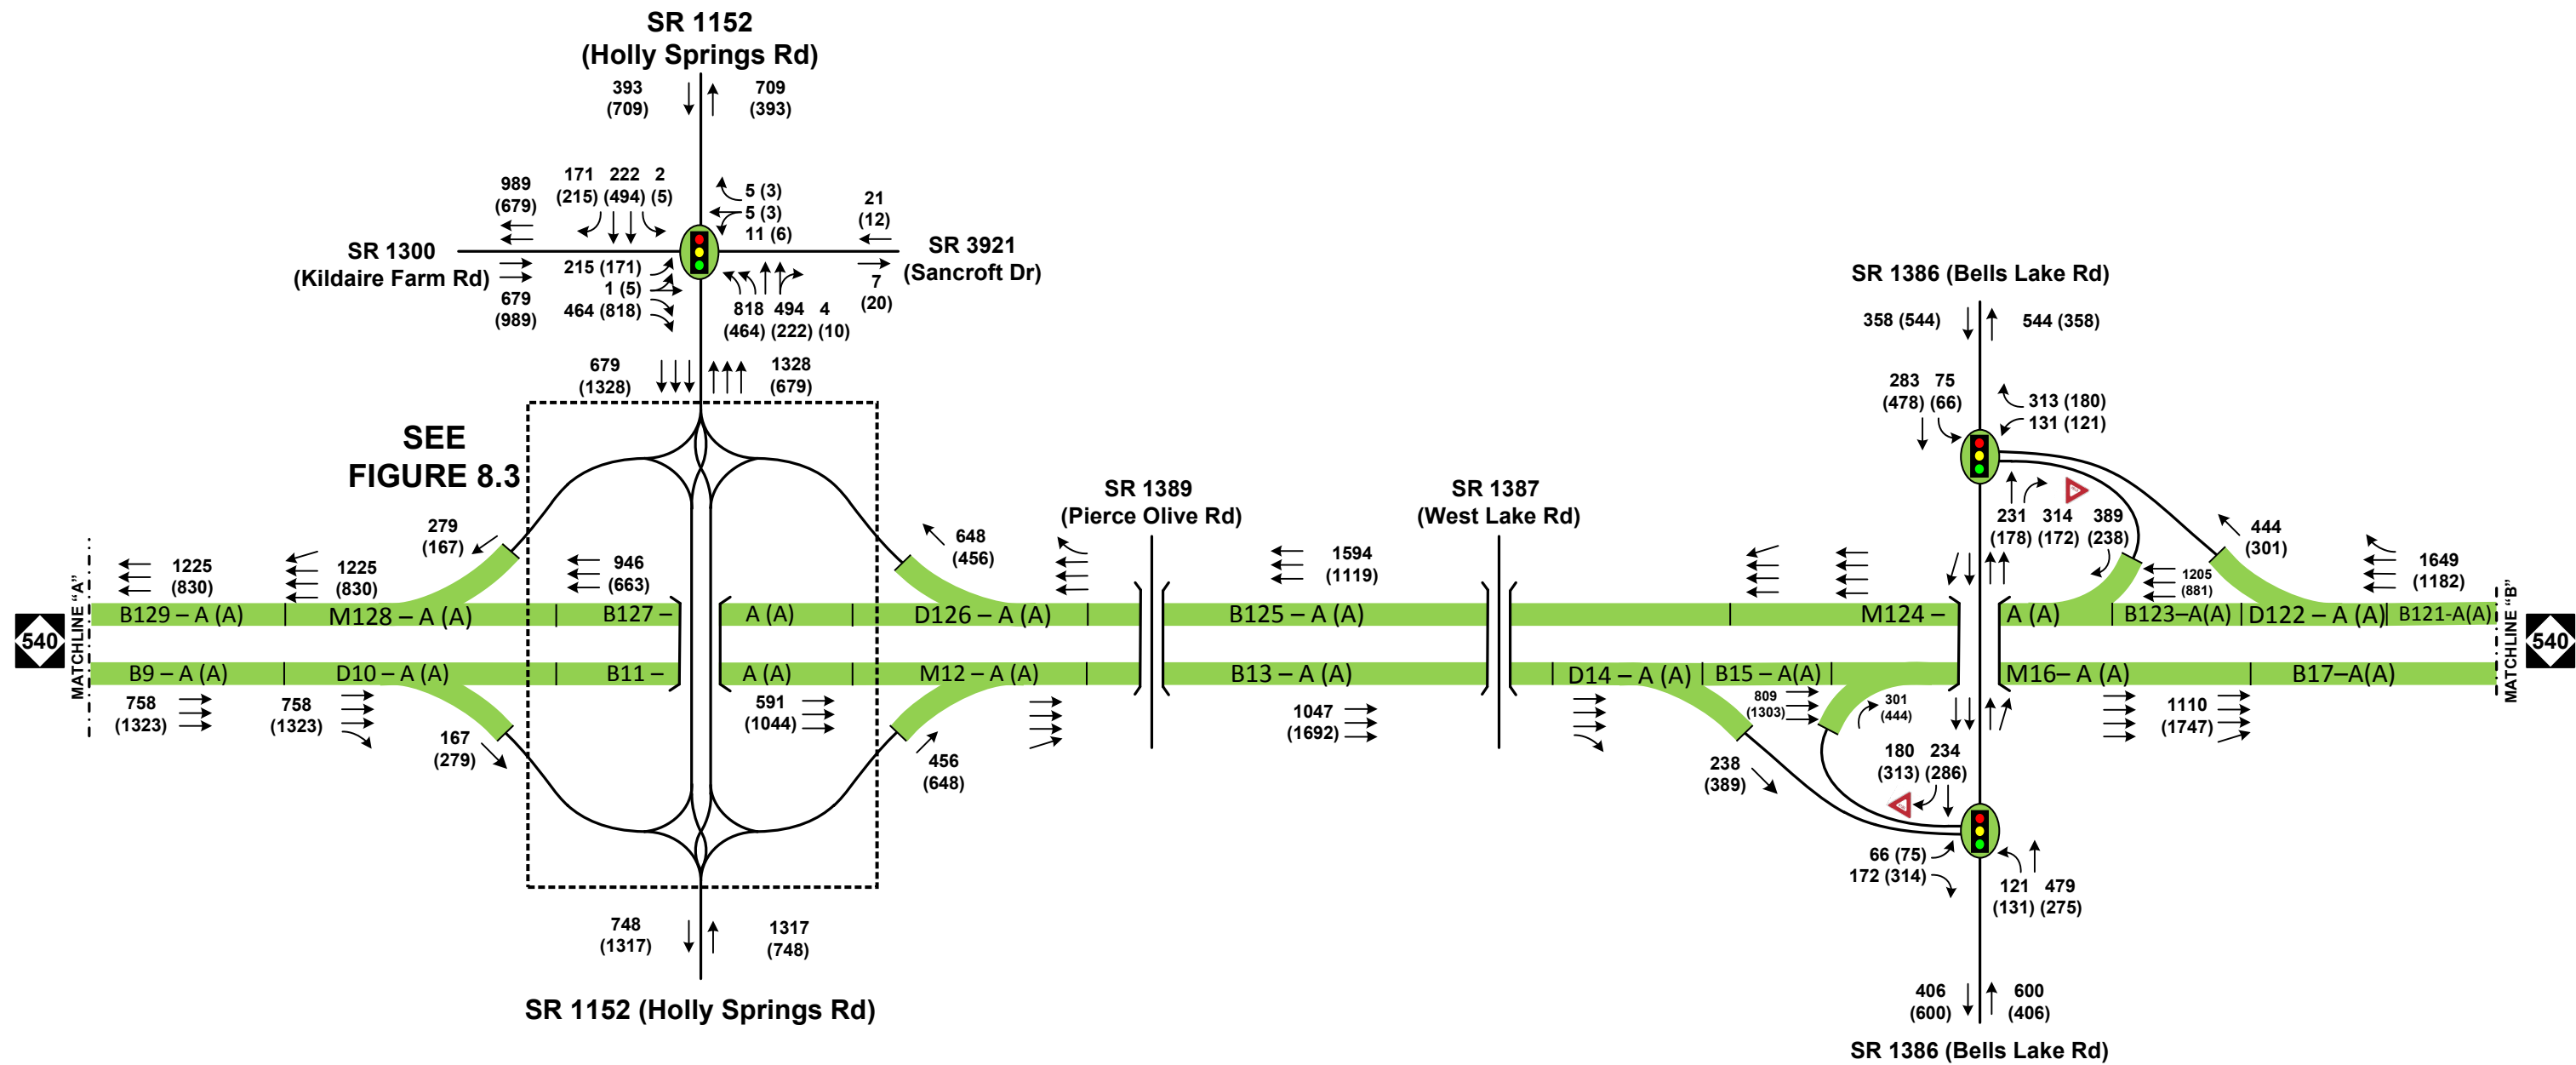 SR 1152
(Holly Springs Rd)
393
(709)
709
(393)
171 222 2
(215) (494) (5)
989
(679)
5 (3)
5 (3)
11 (6)
21
(12)
SR 1300
(Kildaire Farm Rd)
SR 3921
(Sancroft Dr)
679
(989)
215 (171)
1 (5)
464 (818)
818 494 4
(464) (222) (10)
7
(20)
679
(1328)
1328
(679)
SEE
FIGURE 8.3
SR 1386 (Bells Lake Rd)
358 (544)
544 (358)
283 75
(478) (66)
313 (180)
131 (121)
231 314 389
(178) (172) (238)
444
(301)
SR 1389
(Pierce Olive Rd)
SR 1387
(West Lake Rd)
279
(167)
648
(456)
1225
(830)
1225
(830)
946
(663)
1594
(1119)
1205
(881)
1649
(1182)
B129 – A (A)
M128 – A (A)
B127 –
A (A)
D126 – A (A)
B125 – A (A)
M124 –
A (A)
B123–A(A)
D122 – A (A)
B121-A(A)
540
MATCHLINE "A"
MATCHLINE "B"
540
B9 – A (A)
D10 – A (A)
B11 –
A (A)
M12 – A (A)
B13 – A (A)
D14 – A (A)
B15 – A(A)
M16– A (A)
B17–A(A)
758
(1323)
758
(1323)
591
(1044)
1047
(1692)
809
(1303)
301
(444)
1110
(1747)
167
(279)
456
(648)
238
(389)
180 234
(313) (286)
66 (75)
172 (314)
121 479
(131) (275)
748
(1317)
1317
(748)
406
(600)
600
(406)
SR 1152 (Holly Springs Rd)
SR 1386 (Bells Lake Rd)